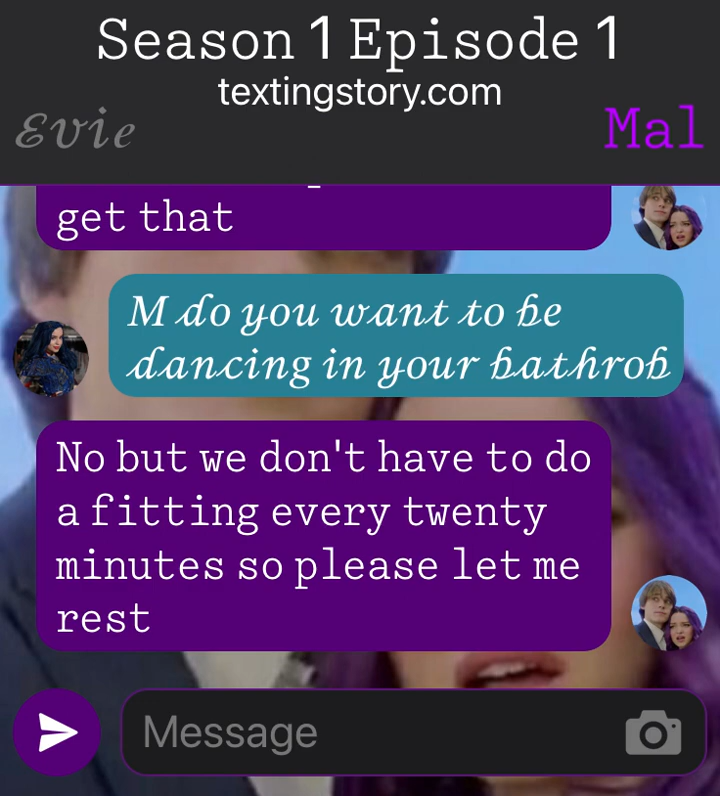 Season 1 Episode 1
textingstory.com
Evie
Mal
get that
M do you want to be
dancing in your bathrob
No but we don't have to do
a fitting every twenty
minutes so please let me
rest
Message